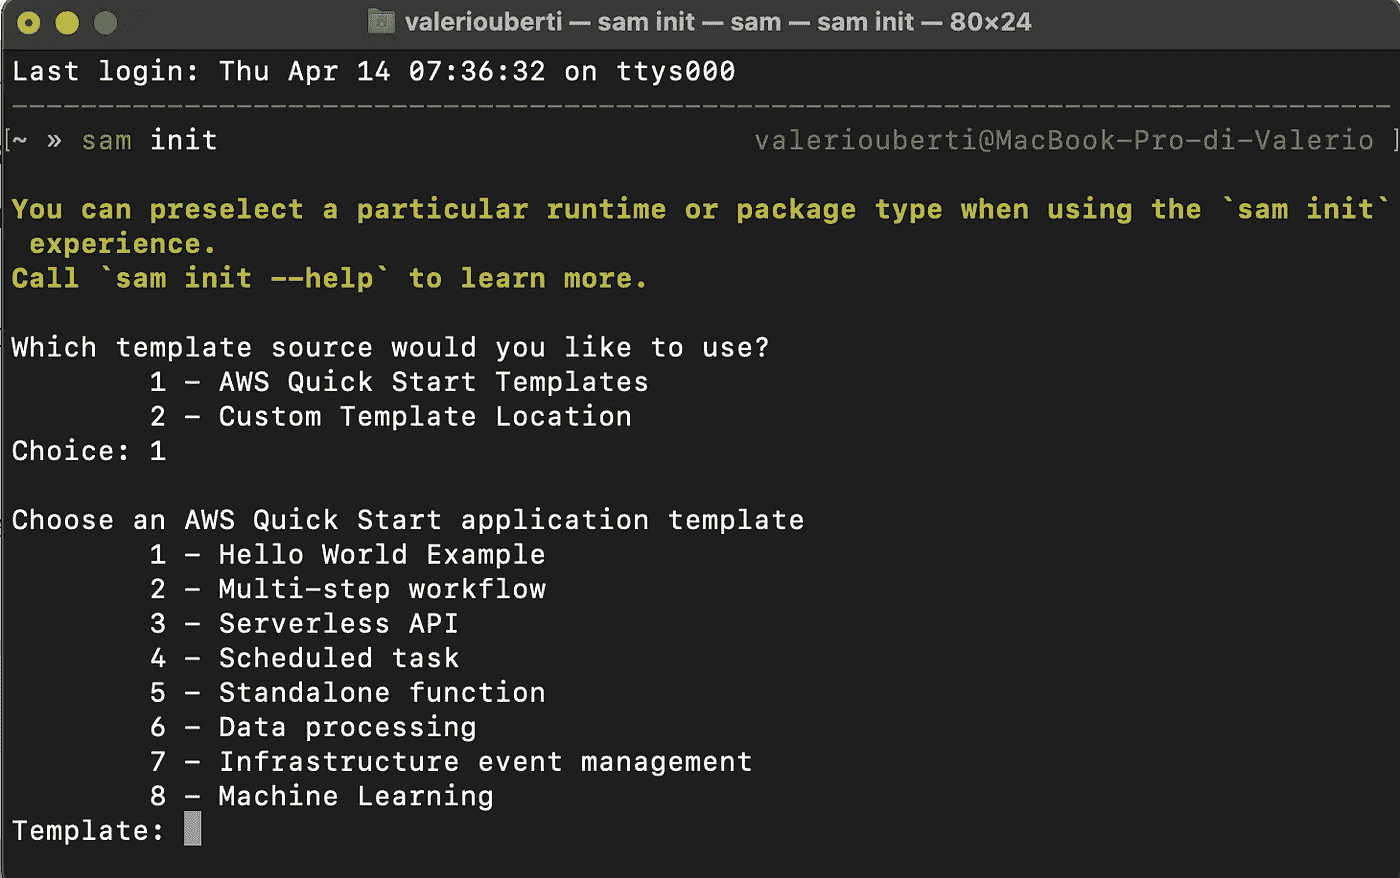 valeriouberti — sam init — sam — sam init — 80×24
Last login: Thu Apr 14 07:36:32 on ttys000
--------------------------------------------------------------------------------
[~ » sam init valeriouberti@MacBook-Pro-di-Valerio ]
You can preselect a particular runtime or package type when using the `sam init`
experience.
Call `sam init --help` to learn more.
Which template source would you like to use?
1 - AWS Quick Start Templates
2 - Custom Template Location
Choice: 1
Choose an AWS Quick Start application template
1 - Hello World Example
2 - Multi-step workflow
3 - Serverless API
4 - Scheduled task
5 - Standalone function
6 - Data processing
7 - Infrastructure event management
8 - Machine Learning
Template: